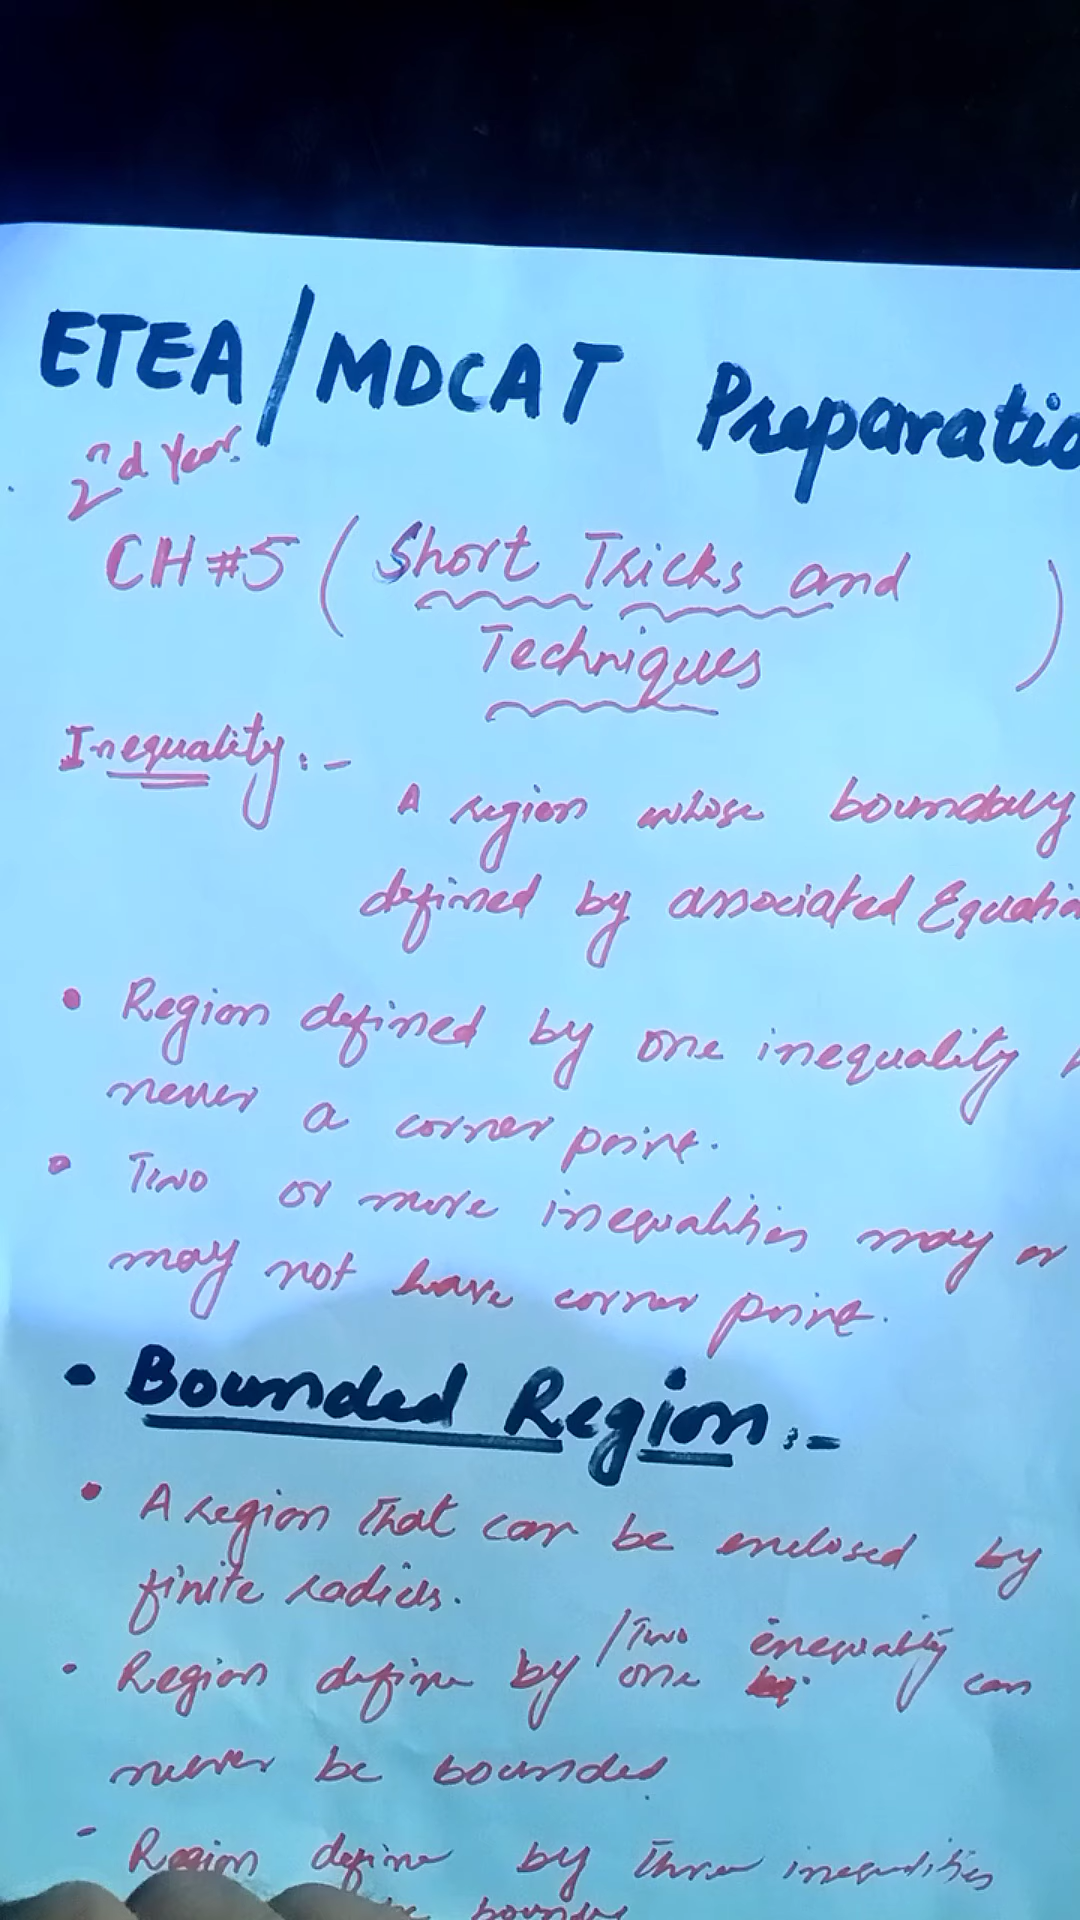 ETEA/MDCAT Preparatio
2nd Year.
CH #5 ( Short Tricks and )
Techniques
Inequality:-
A region whose boundary
defined by associated Equatio
• Region defined by one inequality
never a corner point.
• Two or more inequalities may or
may not have corner point.
• Bounded Region:-
• A region that can be enclosed by
finite radius.
/Two inequality
• Region define by one can
never be bounded
- Region define by three inequalities
be bounded